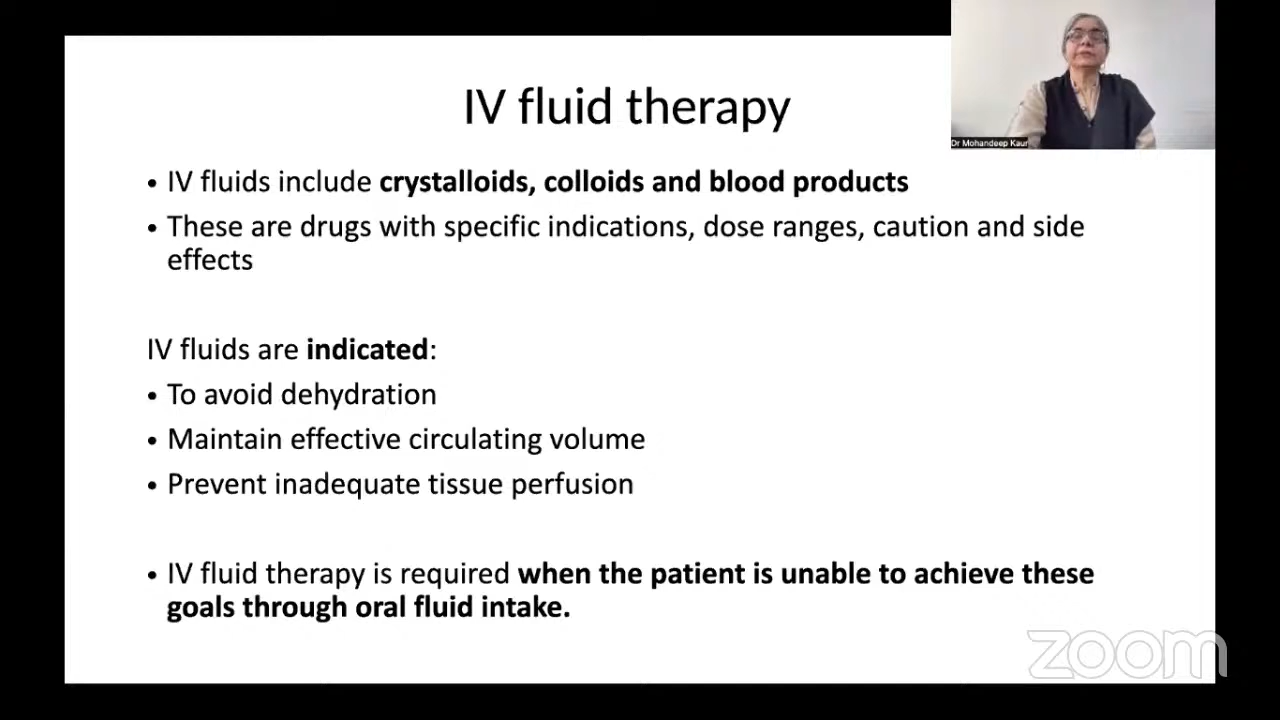 IV fluid therapy
Dr Mohandeep Kaur
• IV fluids include crystalloids, colloids and blood products
• These are drugs with specific indications, dose ranges, caution and side
effects
IV fluids are indicated:
• To avoid dehydration
• Maintain effective circulating volume
• Prevent inadequate tissue perfusion
• IV fluid therapy is required when the patient is unable to achieve these
goals through oral fluid intake.
zoom